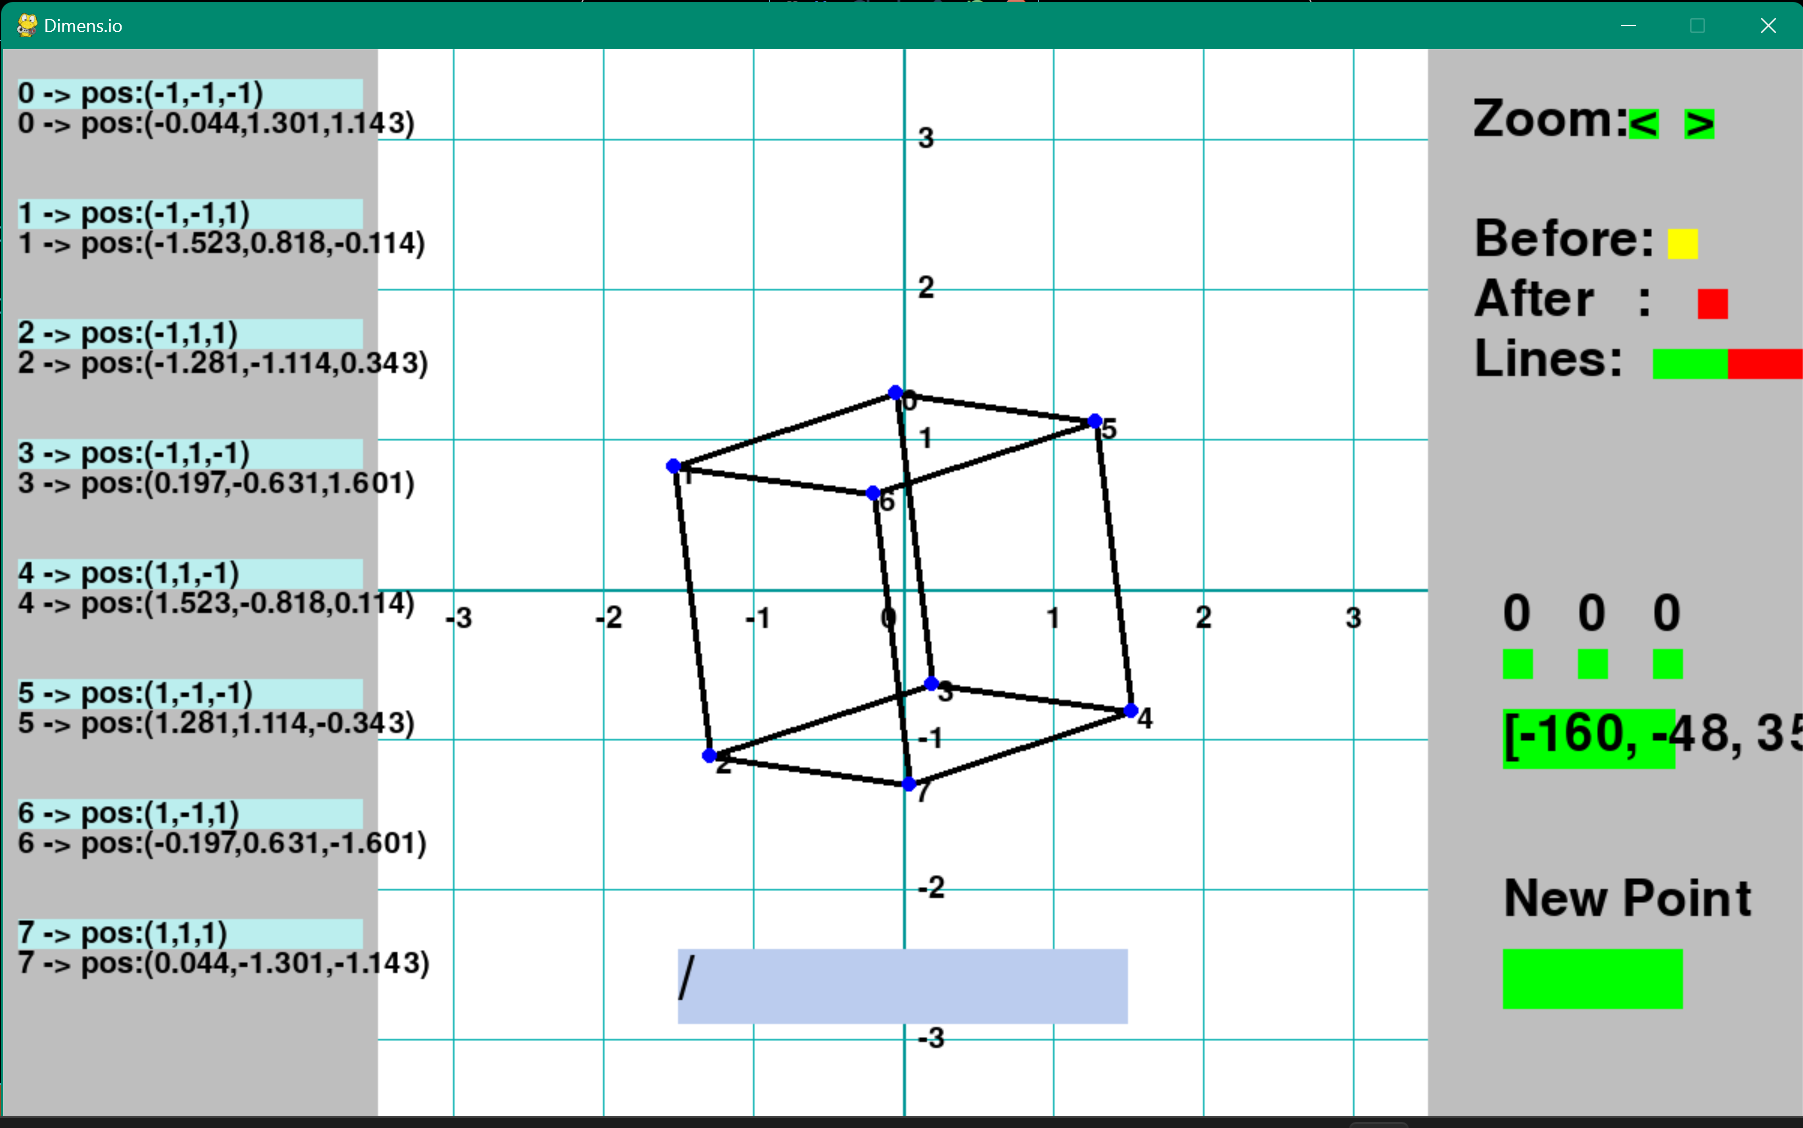 Dimens.io
0 -> pos:(-1,-1,-1)
0 -> pos:(-0.044,1.301,1.143)
1 -> pos:(-1,-1,1)
1 -> pos:(-1.523,0.818,-0.114)
2 -> pos:(-1,1,1)
2 -> pos:(-1.281,-1.114,0.343)
3 -> pos:(-1,1,-1)
3 -> pos:(0.197,-0.631,1.601)
4 -> pos:(1,1,-1)
4 -> pos:(1.523,-0.818,0.114)
5 -> pos:(1,-1,-1)
5 -> pos:(1.281,1.114,-0.343)
6 -> pos:(1,-1,1)
6 -> pos:(-0.197,0.631,-1.601)
7 -> pos:(1,1,1)
7 -> pos:(0.044,-1.301,-1.143)
3
2
0
5
1
1
6
-3 -2 -1 0 1 2 3
3
4
-1
2
7
-2
/
-3
Zoom:< >
Before:
After :
Lines:
0 0 0
[-160, -48, 35
New Point